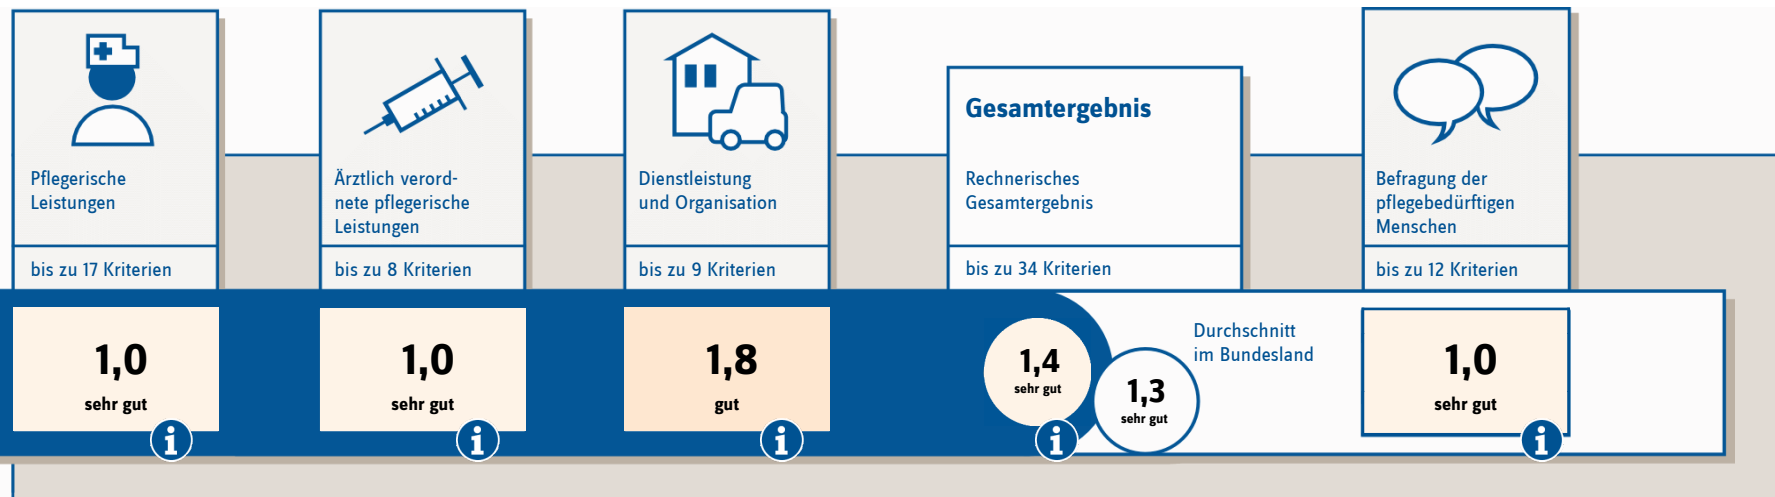 Pflegerische
Leistungen
bis zu 17 Kriterien
1,0
sehr gut
i
Ärztlich verord-
nete pflegerische
Leistungen
bis zu 8 Kriterien
1,0
sehr gut
i
Dienstleistung
und Organisation
bis zu 9 Kriterien
1,8
gut
i
Gesamtergebnis
Rechnerisches
Gesamtergebnis
bis zu 34 Kriterien
1,4
sehr gut
i
1,3
sehr gut
Durchschnitt
im Bundesland
Befragung der
pflegebedürftigen
Menschen
bis zu 12 Kriterien
1,0
sehr gut
i